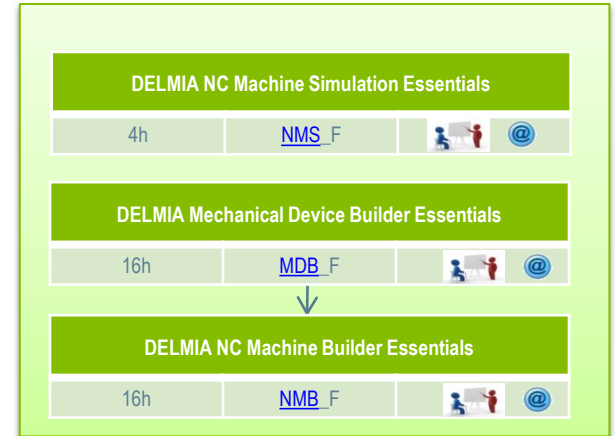 DELMIA NC Machine Simulation Essentials
4h NMS_F @
DELMIA Mechanical Device Builder Essentials
16h MDB_F @
DELMIA NC Machine Builder Essentials
16h NMB_F @